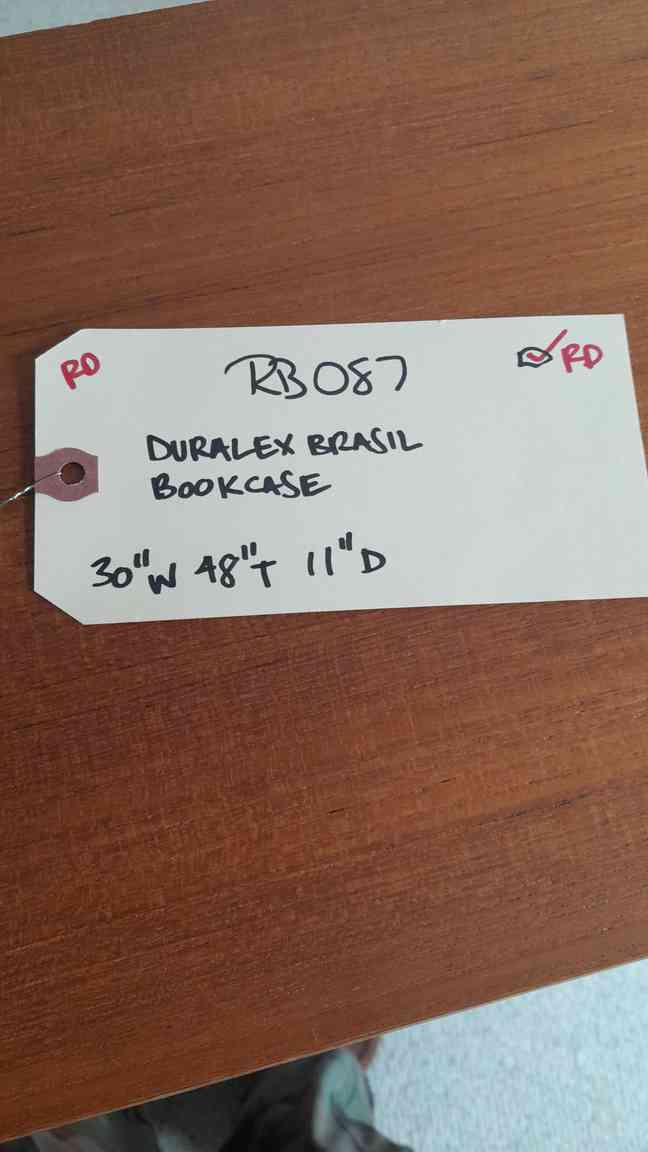 RD
RB087
RD
DURALEX BRASIL
BOOKCASE
30"W 48"T 11"D